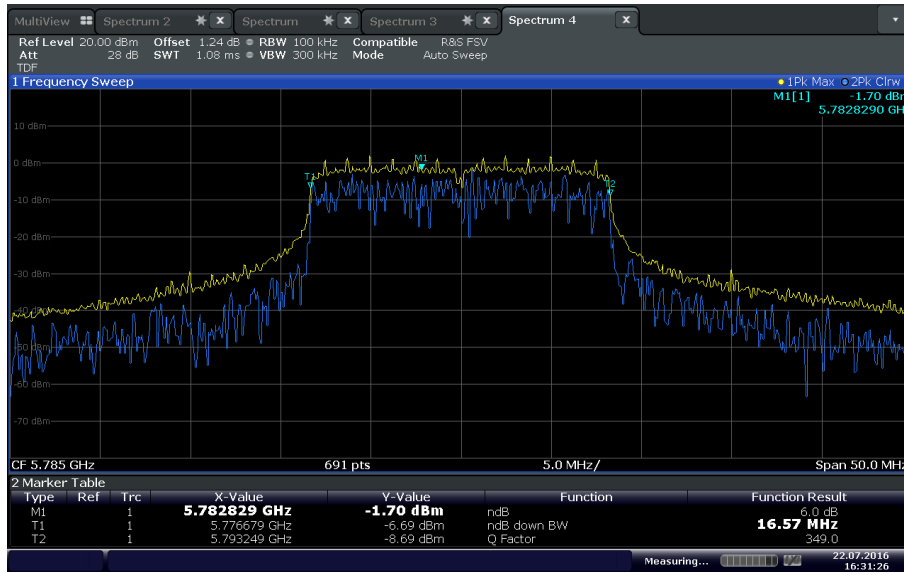 MultiView Spectrum 2 X Spectrum X Spectrum 3 X Spectrum 4 X
Ref Level 20.00 dBm Offset 1.24 dB RBW 100 kHz Compatible R&S FSV
Att 28 dB SWT 1.08 ms VBW 300 kHz Mode Auto Sweep
TDF
1 Frequency Sweep 1Pk Max 2Pk Clrw
M1[1] -1.70 dBm
5.7828290 GH
10 dBm
0 dBm
M1
T1
T2
-10 dBm
-20 dBm
-30 dBm
-40 dBm
-50 dBm
-60 dBm
-70 dBm
CF 5.785 GHz 691 pts 5.0 MHz/ Span 50.0 MHz
2 Marker Table
Type Ref Trc X-Value Y-Value Function Function Result
M1 1 5.782829 GHz -1.70 dBm ndB 6.0 dB
T1 1 5.776679 GHz -6.69 dBm ndB down BW 16.57 MHz
T2 1 5.793249 GHz -8.69 dBm Q Factor 349.0
Measuring... 22.07.2016
16:31:26